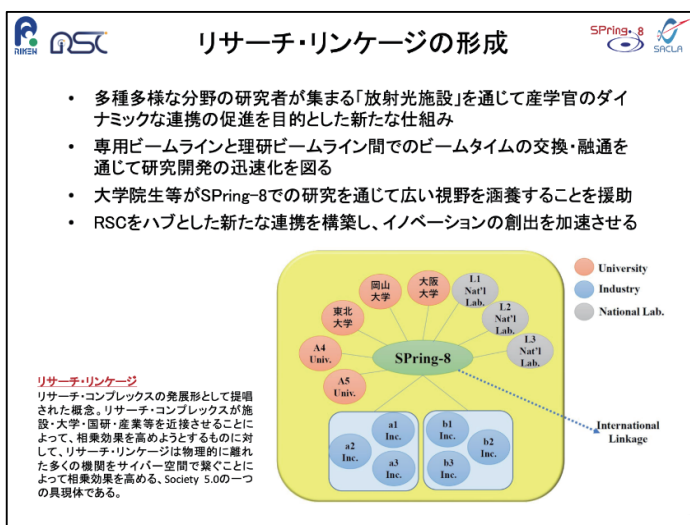 RIKEN
RSC
リサーチ・リンケージの形成
SPring-8
SACLA
• 多種多様な分野の研究者が集まる「放射光施設」を通じて産学官のダイ
ナミックな連携の促進を目的とした新たな仕組み
• 専用ビームラインと理研ビームライン間でのビームタイムの交換・融通を
通じて研究開発の迅速化を図る
• 大学院生等がSPring-8での研究を通じて広い視野を涵養することを援助
• RSCをハブとした新たな連携を構築し、イノベーションの創出を加速させる
岡山
大学
大阪
大学
L1
Nat'l
Lab.
東北
大学
L2
Nat'l
Lab.
A4
Univ.
SPring-8
L3
Nat'l
Lab.
A5
Univ.
University
Industry
National Lab.
a1
Inc.
a2
Inc.
a3
Inc.
b1
Inc.
b2
Inc.
b3
Inc.
International
Linkage
リサーチ・リンケージ
リサーチ・コンプレックスの発展形として提唱
された概念。リサーチ・コンプレックスが施
設・大学・国研・産業等を近接させることに
よって、相乗効果を高めようとするものに対
して、リサーチ・リンケージは物理的に離れ
た多くの機関をサイバー空間で繋ぐことに
よって相乗効果を高める、Society 5.0の一つ
の具現体である。